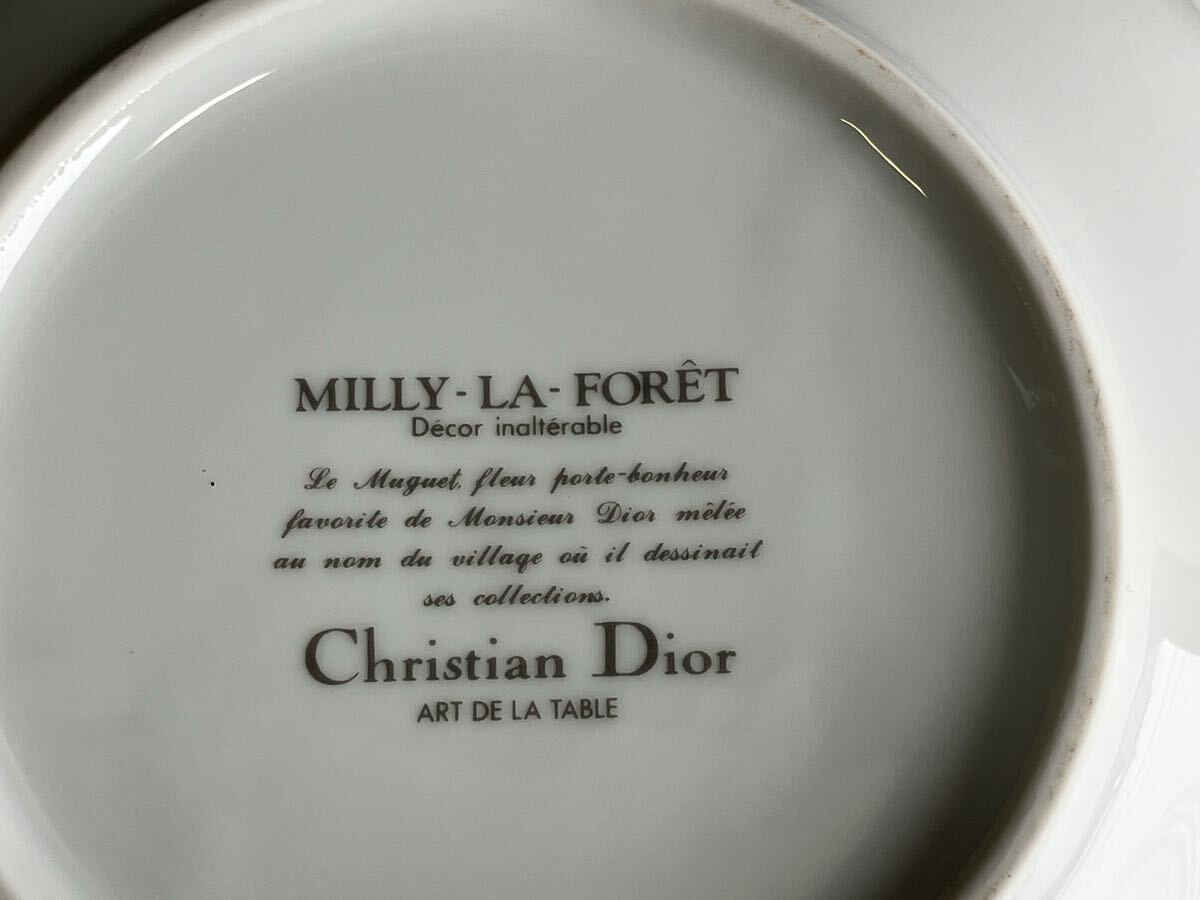 MILLY-LA-FORÊT
Décor inaltérable
Le Muguet, fleur porte-bonheur
favorite de Monsieur Dior mêlée
au nom du village où il dessinait
ses collections.
Christian Dior
ART DE LA TABLE